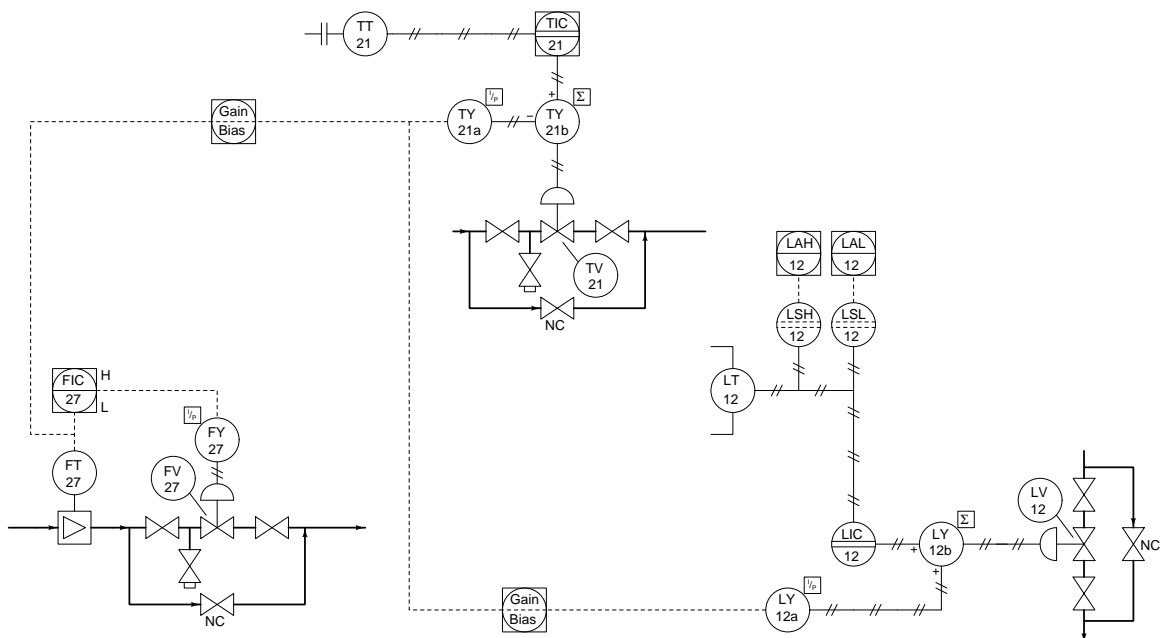 TT
21
TIC
21
I/P
Σ
+
Gain
Bias
TY
21a
−
TY
21b
TV
21
NC
LAH
12
LAL
12
LSH
12
LSL
12
FIC
27
H
L
LT
12
I/P
FY
27
FT
27
FV
27
LV
12
Σ
LIC
12
+
LY
12b
NC
+
I/P
Gain
Bias
LY
12a
NC